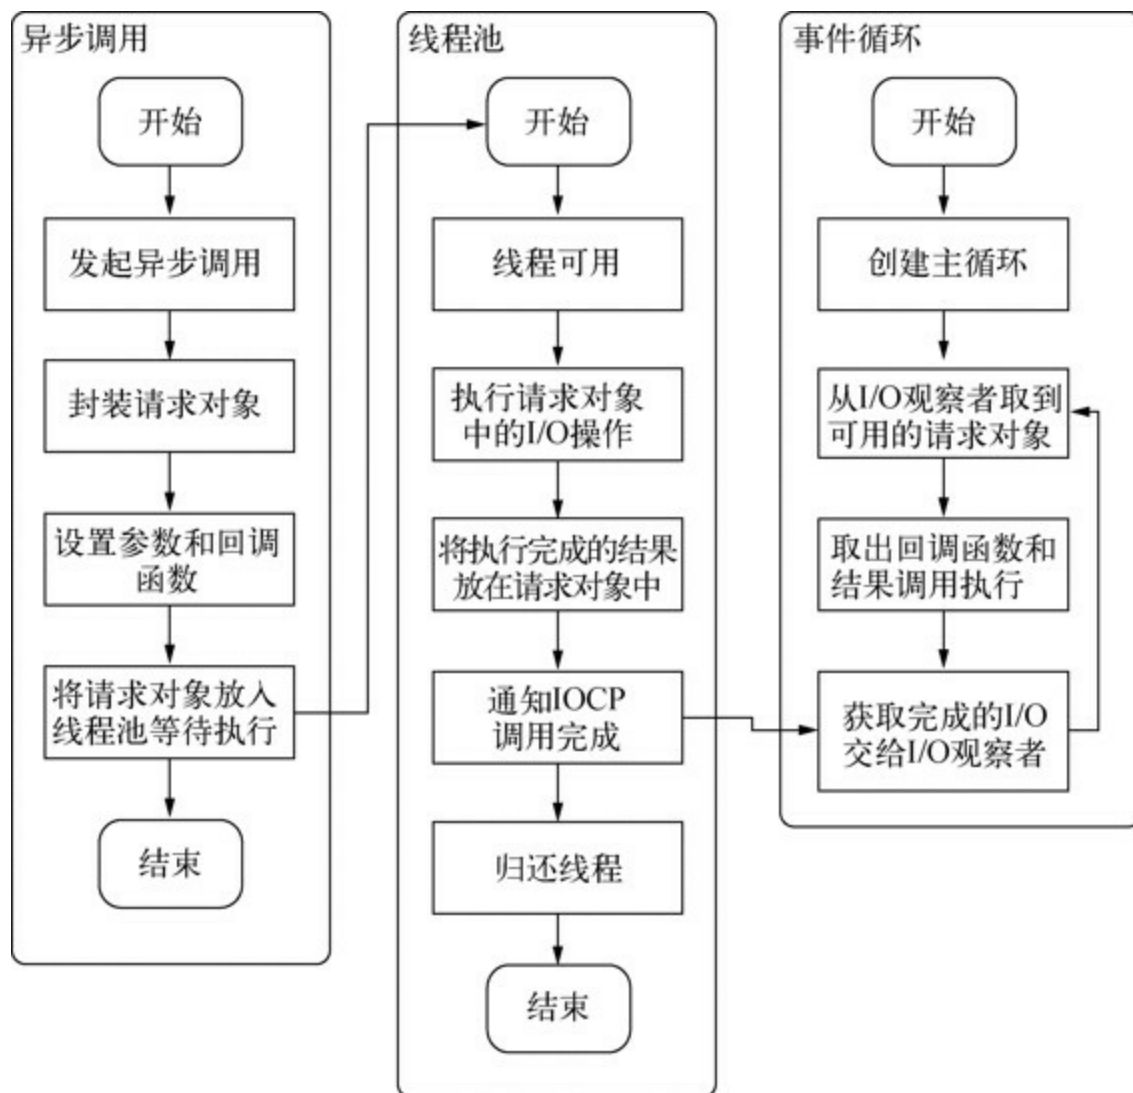 异步调用
开始
发起异步调用
封装请求对象
设置参数和回调
函数
将请求对象放入
线程池等待执行
结束
线程池
开始
线程可用
执行请求对象
中的I/O操作
将执行完成的结果
放在请求对象中
通知IOCP
调用完成
归还线程
结束
事件循环
开始
创建主循环
从I/O观察者取到
可用的请求对象
取出回调函数和
结果调用执行
获取完成的I/O
交给I/O观察者